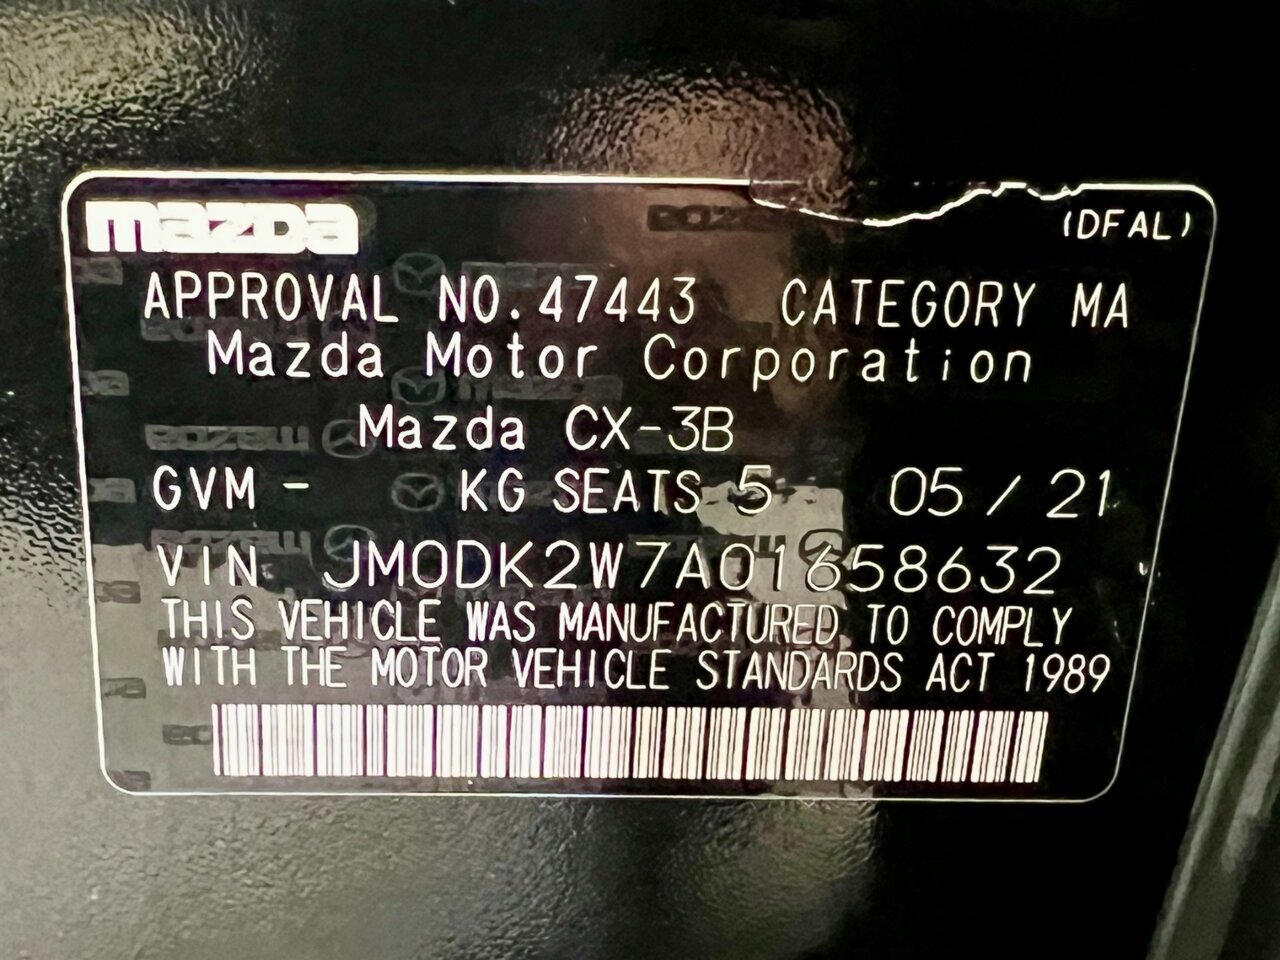 mazda
(DFAL)
APPROVAL NO.47443 CATEGORY MA
Mazda Motor Corporation
Mazda CX-3B
GVM - KG SEATS 5 05/21
VIN JM0DK2W7A01658632
THIS VEHICLE WAS MANUFACTURED TO COMPLY
WITH THE MOTOR VEHICLE STANDARDS ACT 1989